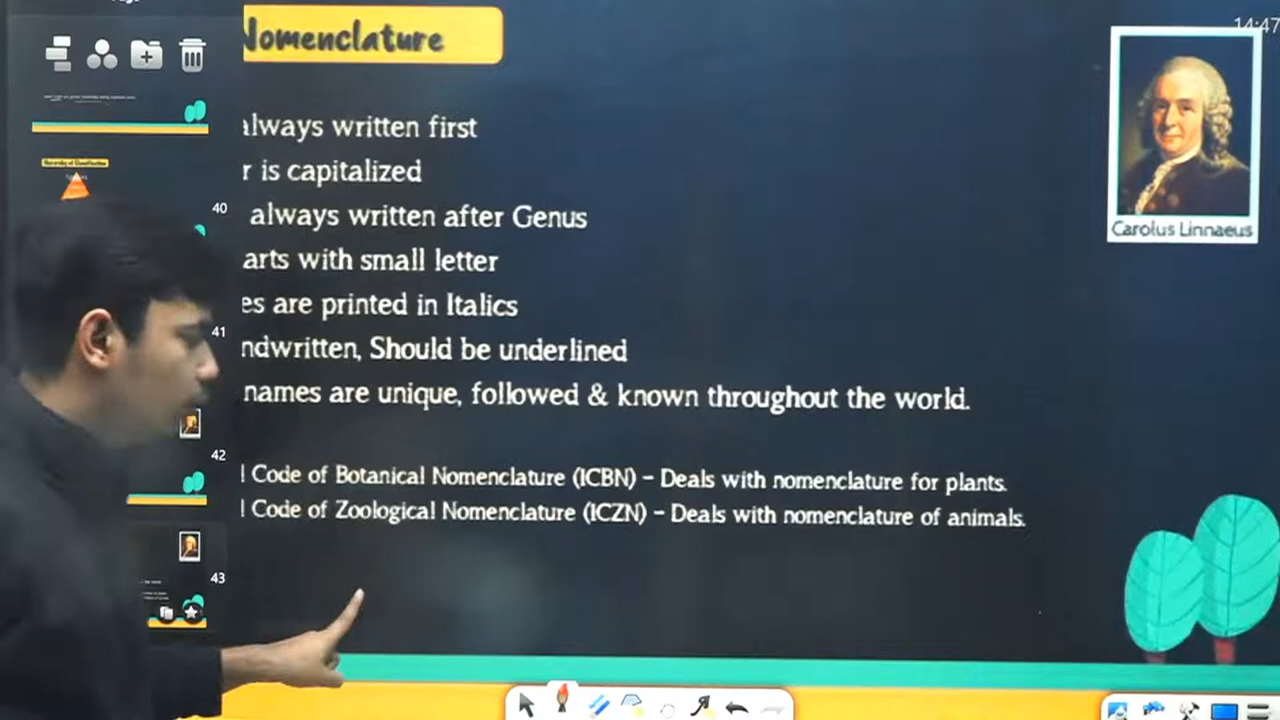 14:47
Nomenclature
always written first
r is capitalized
always written after Genus
arts with small letter
es are printed in Italics
ndwritten, Should be underlined
names are unique, followed & known throughout the world.
l Code of Botanical Nomenclature (ICBN) – Deals with nomenclature for plants.
l Code of Zoological Nomenclature (ICZN) – Deals with nomenclature of animals.
Carolus Linnaeus
Hierarchy of Classification
40
41
42
43